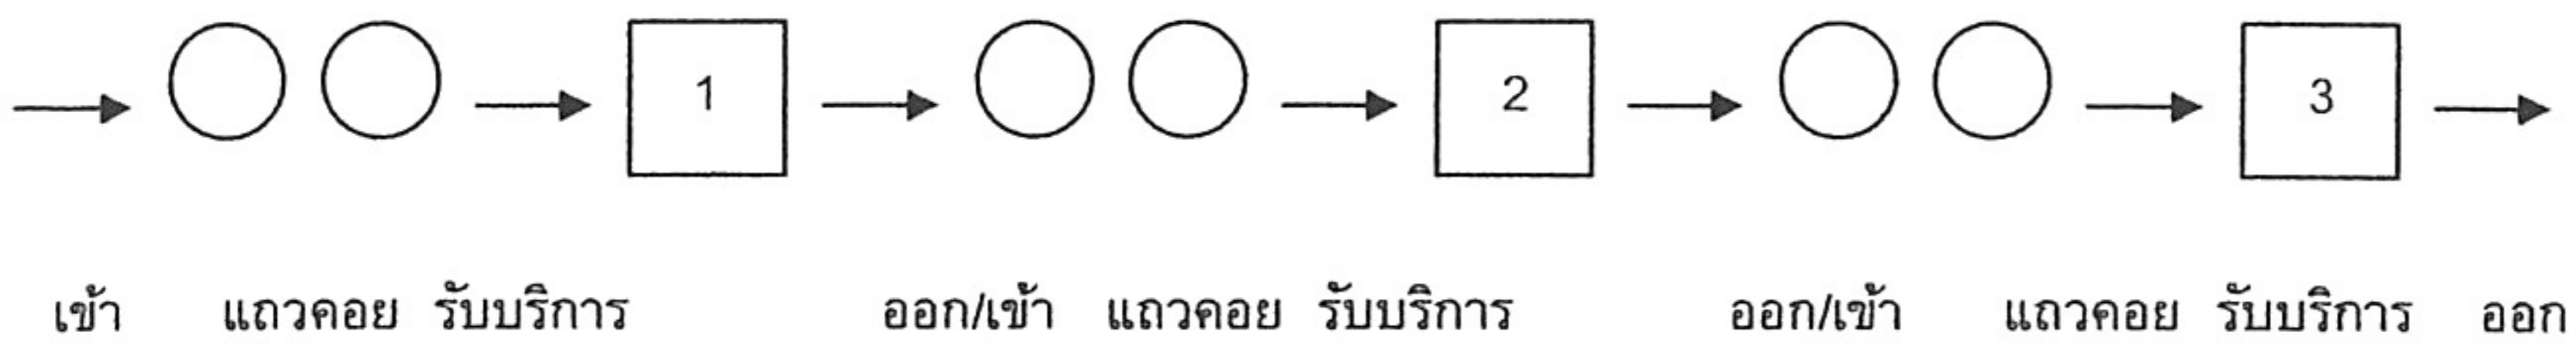 1 2 3
เข้า แถวคอย รับบริการ ออก/เข้า แถวคอย รับบริการ ออก/เข้า แถวคอย รับบริการ ออก